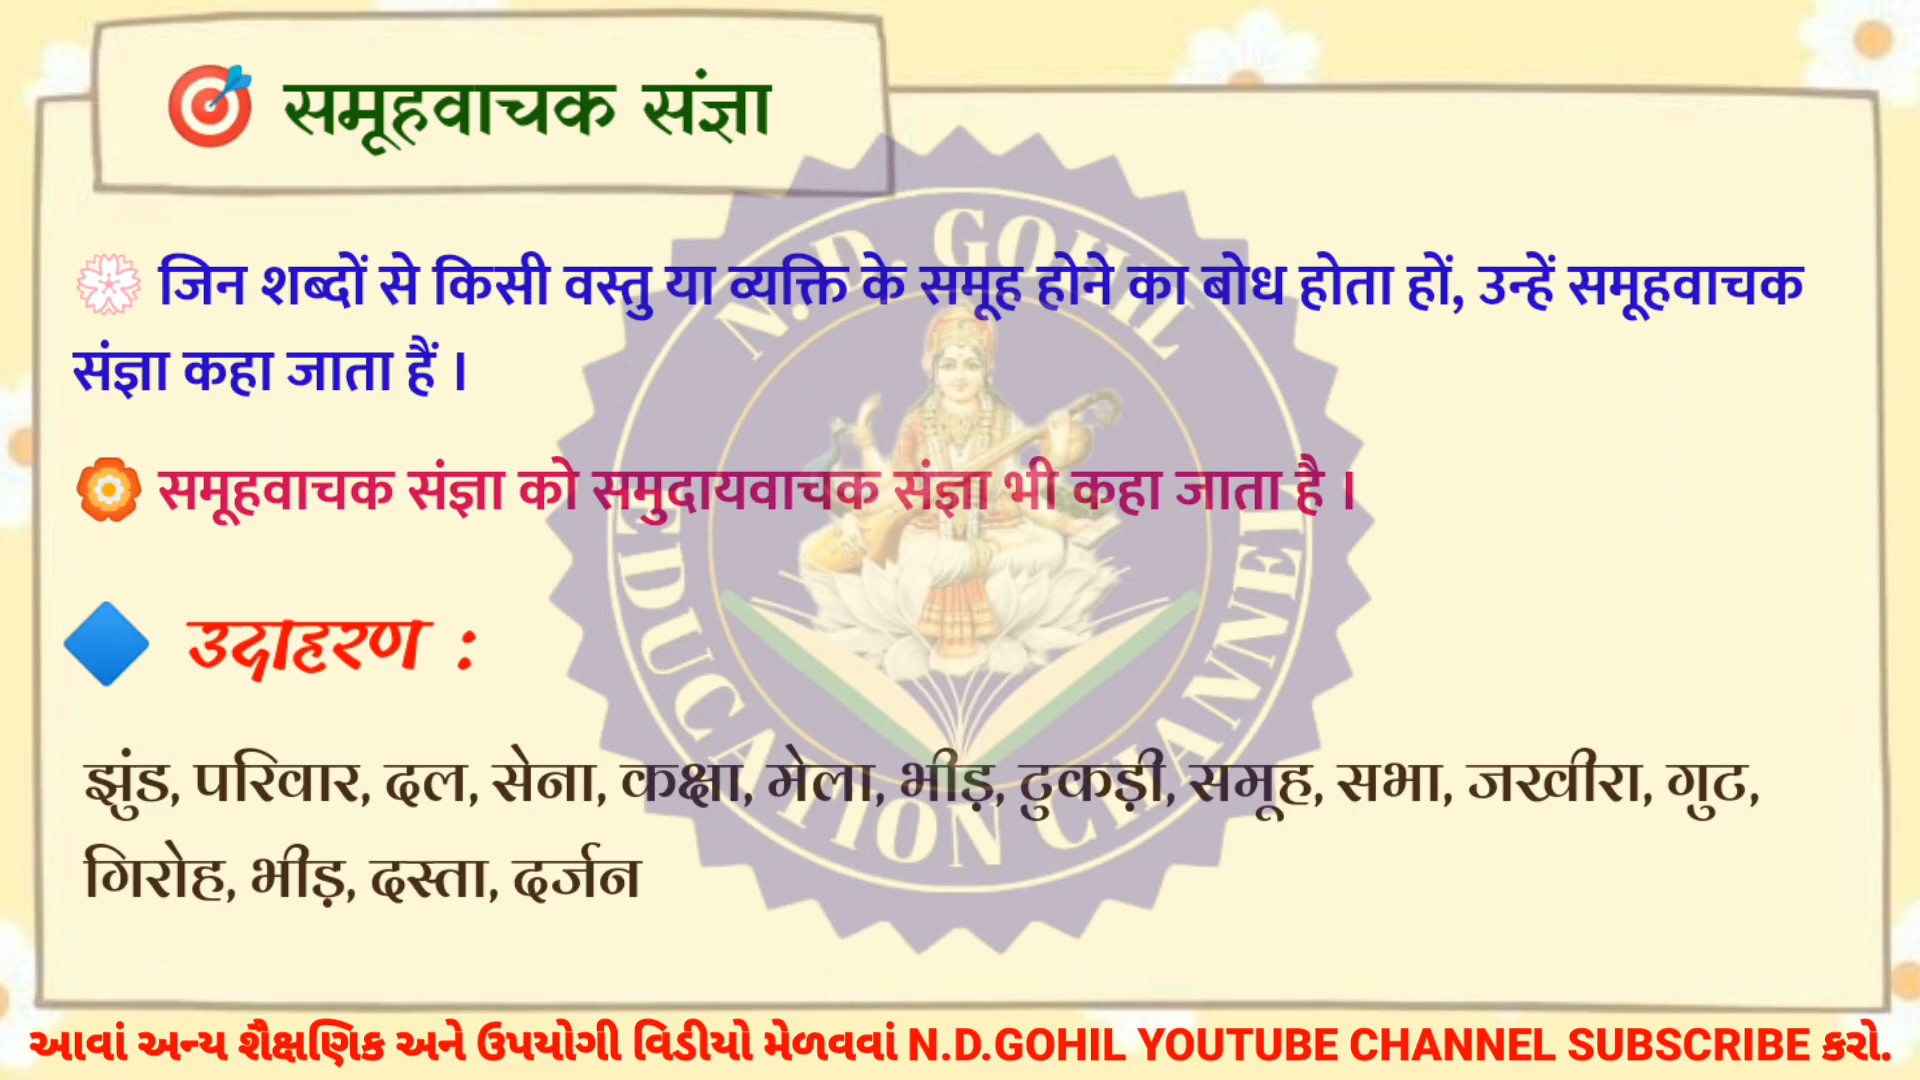 समूहवाचक संज्ञा
जिन शब्दों से किसी वस्तु या व्यक्ति के समूह होने का बोध होता हों, उन्हें समूहवाचक
संज्ञा कहा जाता हैं ।
समूहवाचक संज्ञा को समुदायवाचक संज्ञा भी कहा जाता है ।
उदाहरण :
झुंड, परिवार, दल, सेना, कक्षा, मेला, भीड़, टुकड़ी, समूह, सभा, जखीरा, गुट,
गिरोह, भीड़, दस्ता, दर्जन
N.D. GOHIL
EDUCATION CHANNEL
આવાં અન્ય શૈક્ષણિક અને ઉપયોગી વિડીયો મેળવવાં N.D.GOHIL YOUTUBE CHANNEL SUBSCRIBE કરો.